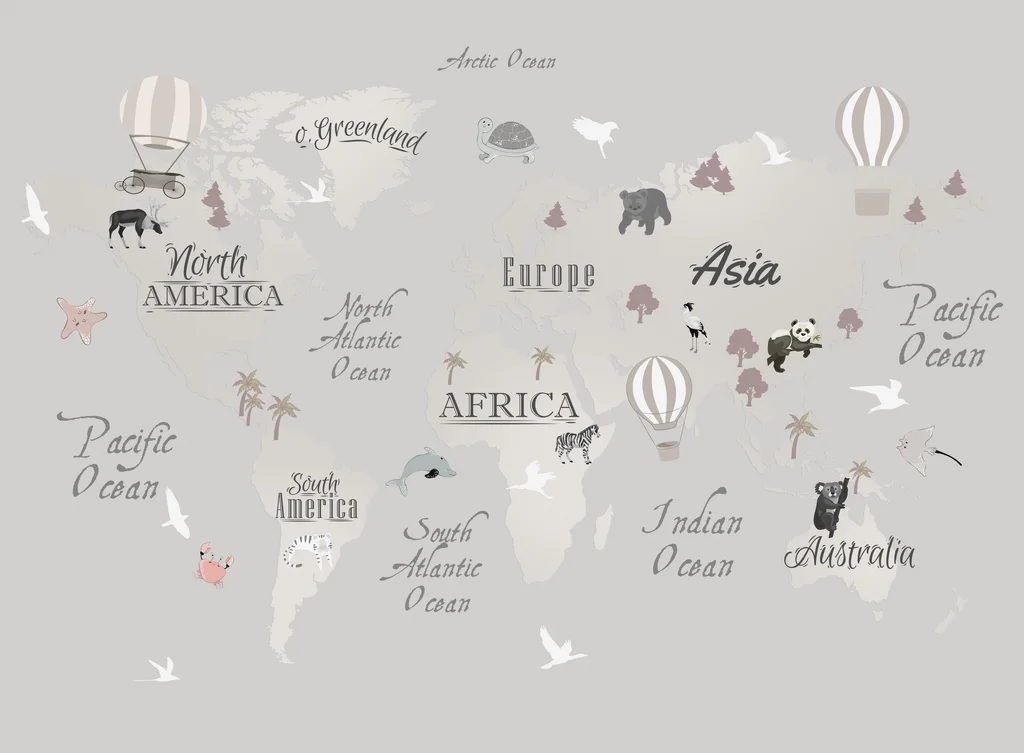 Arctic Ocean
o. Greenland
North
AMERICA
Europe
Asia
North
Atlantic
Ocean
Pacific
Ocean
AFRICA
Pacific
Ocean
South
America
South
Atlantic
Ocean
Indian
Ocean
Australia